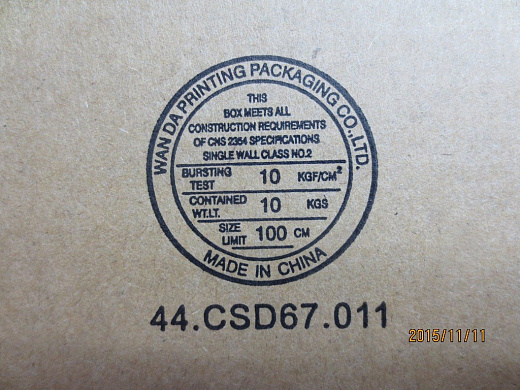 WAN DA PRINTING PACKAGING CO.,LTD.
THIS
BOX MEETS ALL
CONSTRUCTION REQUIREMENTS
OF CNS 2354 SPECIFICATIONS
SINGLE WALL CLASS NO.2
BURSTING TEST 10 KGF/CM²
CONTAINED WT.LT. 10 KGS
SIZE LIMIT 100 CM
MADE IN CHINA
44.CSD67.011
2015/11/11